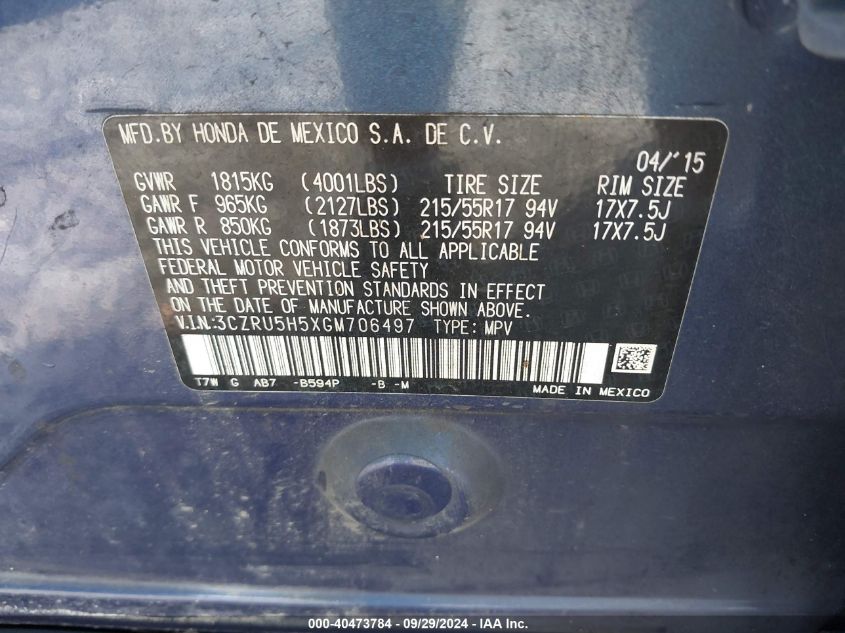 MFD.BY HONDA DE MEXICO S.A. DE C.V.
04/'15
GVWR 1815KG (4001LBS) TIRE SIZE RIM SIZE
GAWR F 965KG (2127LBS) 215/55R17 94V 17X7.5J
GAWR R 850KG (1873LBS) 215/55R17 94V 17X7.5J
THIS VEHICLE CONFORMS TO ALL APPLICABLE
FEDERAL MOTOR VEHICLE SAFETY
AND THEFT PREVENTION STANDARDS IN EFFECT
ON THE DATE OF MANUFACTURE SHOWN ABOVE.
V.I.N.:3CZRU5H5XGM706497 TYPE: MPV
T7W G AB7 -B594P -B -M
MADE IN MEXICO
000-40473784 - 09/29/2024 - IAA, Inc.